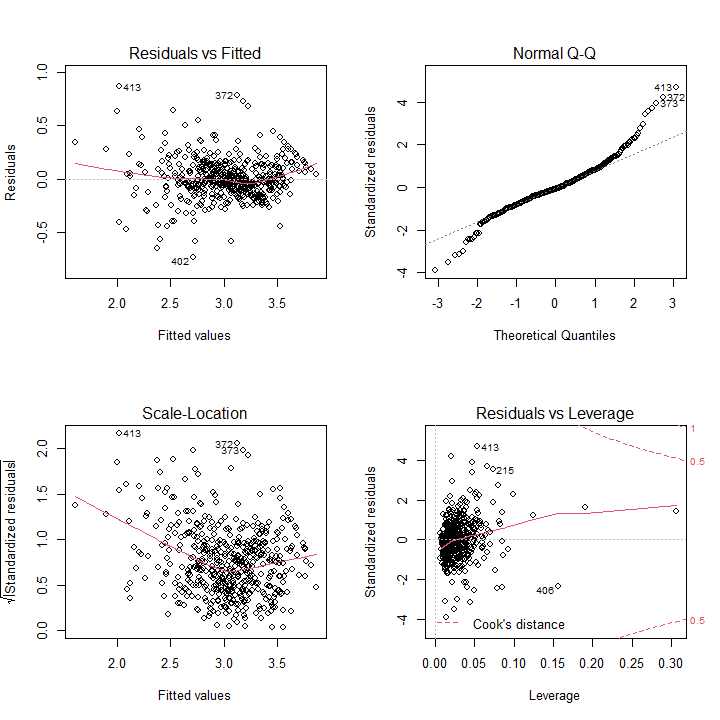 Residuals vs Fitted
Residuals
1.0
0.5
0.0
-0.5
413
372
402
2.0 2.5 3.0 3.5
Fitted values
Normal Q-Q
Standardized residuals
4
2
0
-2
-4
413
372
373
-3 -2 -1 0 1 2 3
Theoretical Quantiles
Scale-Location
√|Standardized residuals|
2.0
1.5
1.0
0.5
0.0
413
372
373
2.0 2.5 3.0 3.5
Fitted values
Residuals vs Leverage
Standardized residuals
4
2
0
-2
-4
413
215
406
1
0.5
0.5
Cook's distance
0.00 0.05 0.10 0.15 0.20 0.25 0.30
Leverage